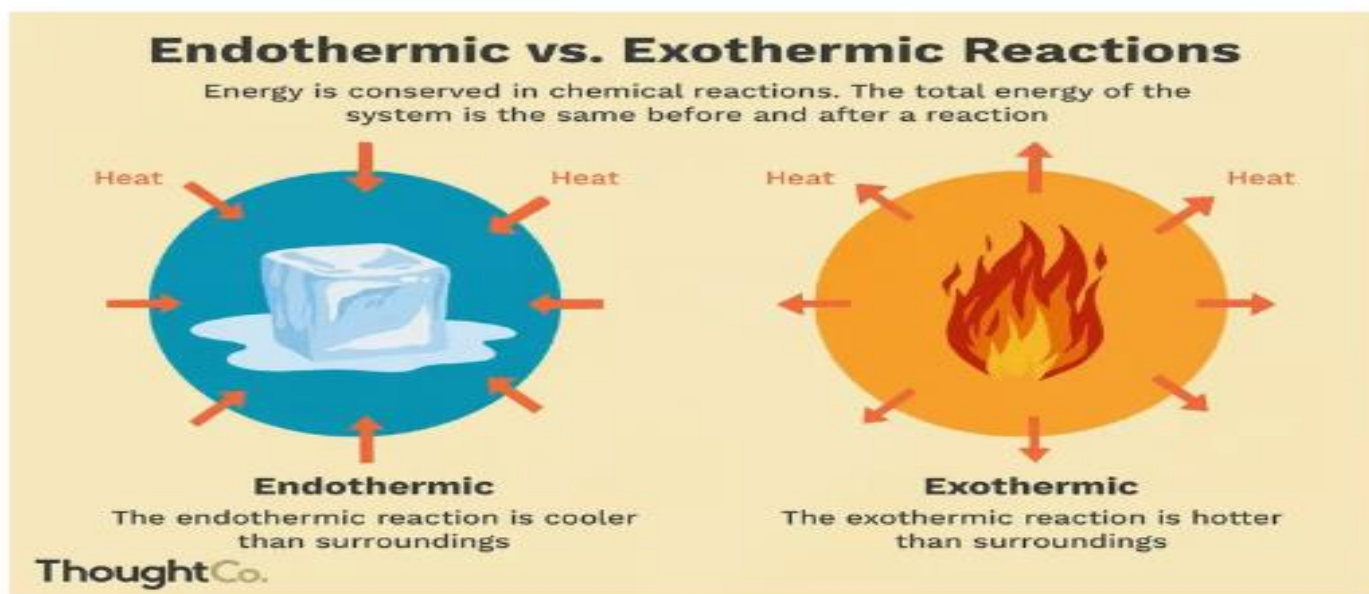 Endothermic vs. Exothermic Reactions
Energy is conserved in chemical reactions. The total energy of the
system is the same before and after a reaction
Heat
Heat
Heat
Heat
Endothermic
The endothermic reaction is cooler
than surroundings
Exothermic
The exothermic reaction is hotter
than surroundings
ThoughtCo.